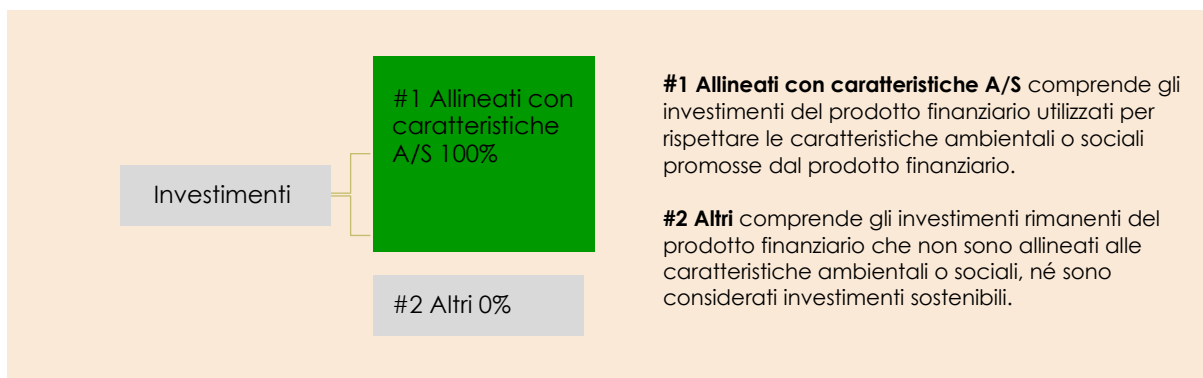 Investimenti
#1 Allineati con
caratteristiche
A/S 100%
#2 Altri 0%
#1 Allineati con caratteristiche A/S comprende gli
investimenti del prodotto finanziario utilizzati per
rispettare le caratteristiche ambientali o sociali
promosse dal prodotto finanziario.
#2 Altri comprende gli investimenti rimanenti del
prodotto finanziario che non sono allineati alle
caratteristiche ambientali o sociali, né sono
considerati investimenti sostenibili.